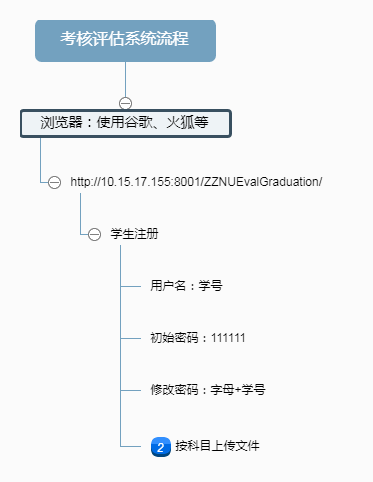 考核评估系统流程
浏览器：使用谷歌、火狐等
http://10.15.17.155:8001/ZZNUEvalGraduation/
学生注册
用户名：学号
初始密码：111111
修改密码：字母+学号
2 按科目上传文件